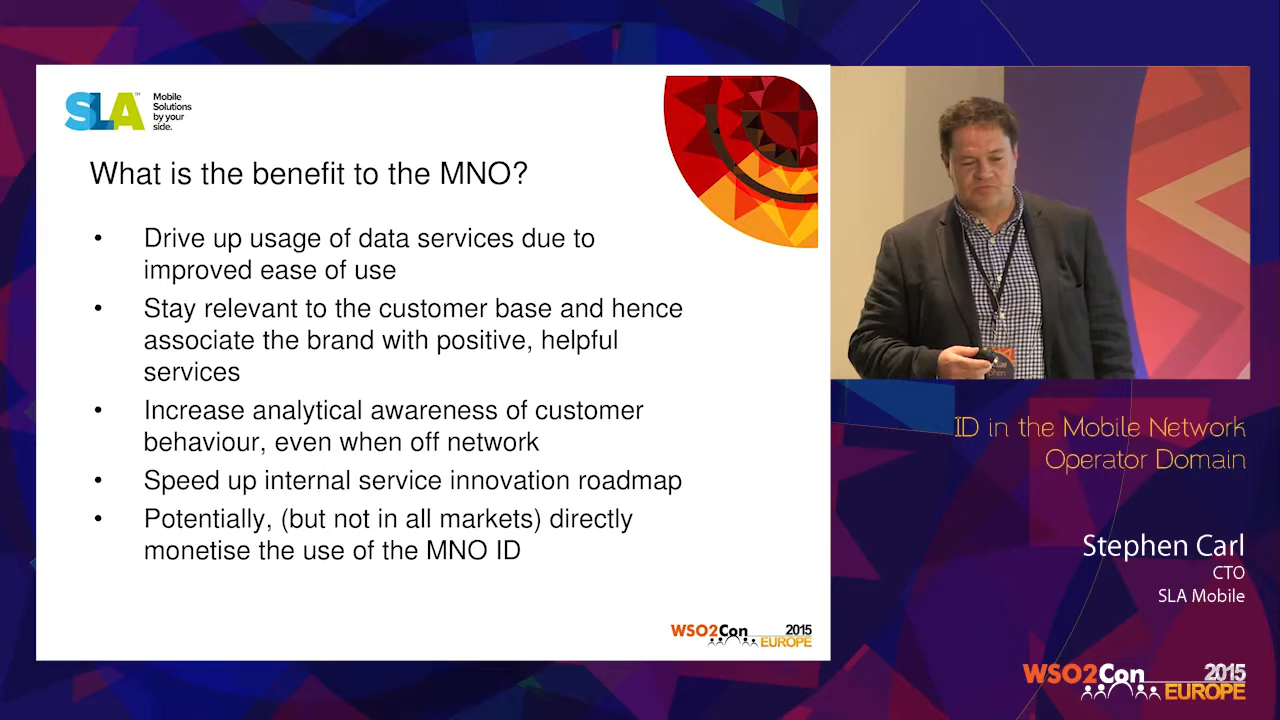 SLA™
Mobile
Solutions
by your
side.
What is the benefit to the MNO?
• Drive up usage of data services due to
improved ease of use
• Stay relevant to the customer base and hence
associate the brand with positive, helpful
services
• Increase analytical awareness of customer
behaviour, even when off network
• Speed up internal service innovation roadmap
• Potentially, (but not in all markets) directly
monetise the use of the MNO ID
WSO2Con 2015
EUROPE
ID in the Mobile Network
Operator Domain
Stephen Carl
CTO
SLA Mobile
WSO2Con 2015
EUROPE